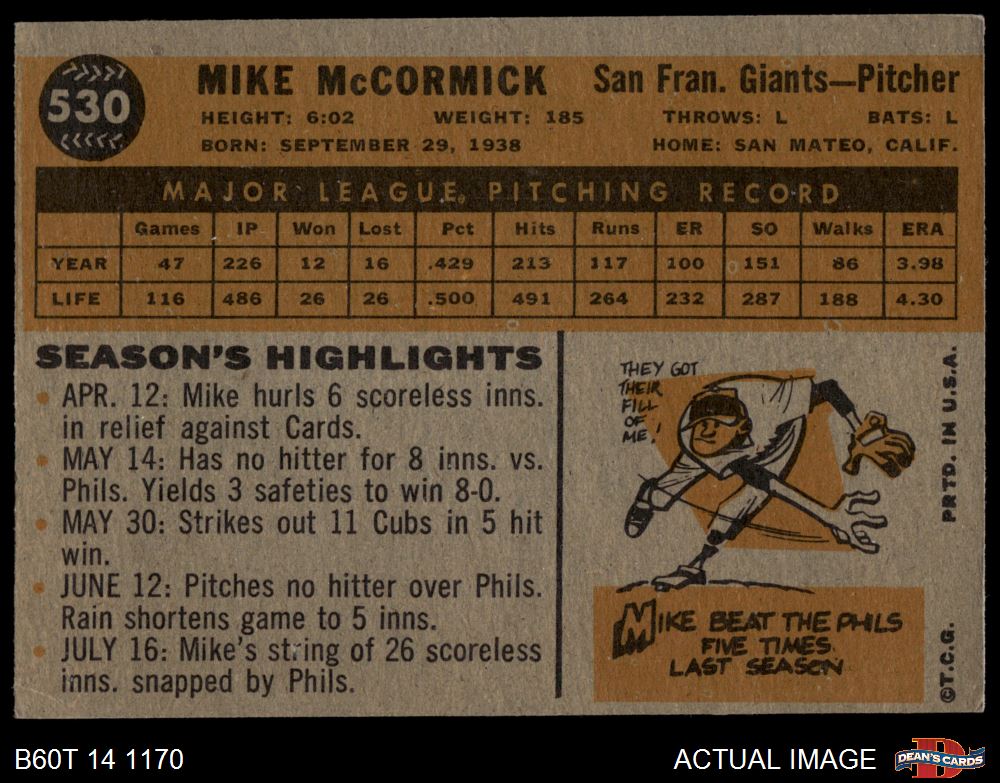 530
MIKE McCORMICK San Fran. Giants—Pitcher
HEIGHT: 6:02 WEIGHT: 185 THROWS: L BATS: L
BORN: SEPTEMBER 29, 1938 HOME: SAN MATEO, CALIF.
MAJOR LEAGUE PITCHING RECORD
Games IP Won Lost Pct Hits Runs ER SO Walks ERA
YEAR 47 226 12 16 .429 213 117 100 151 86 3.98
LIFE 116 486 26 26 .500 491 264 232 287 188 4.30
SEASON'S HIGHLIGHTS
APR. 12: Mike hurls 6 scoreless inns.
in relief against Cards.
MAY 14: Has no hitter for 8 inns. vs.
Phils. Yields 3 safeties to win 8-0.
MAY 30: Strikes out 11 Cubs in 5 hit
win.
JUNE 12: Pitches no hitter over Phils.
Rain shortens game to 5 inns.
JULY 16: Mike's string of 26 scoreless
inns. snapped by Phils.
THEY GOT
THEIR
FILL
OF
ME!
MIKE BEAT THE PHILS
FIVE TIMES
LAST SEASON
©T.C.G. PRTD. IN U.S.A.
B60T 14 1170 ACTUAL IMAGE DEAN'S CARDS